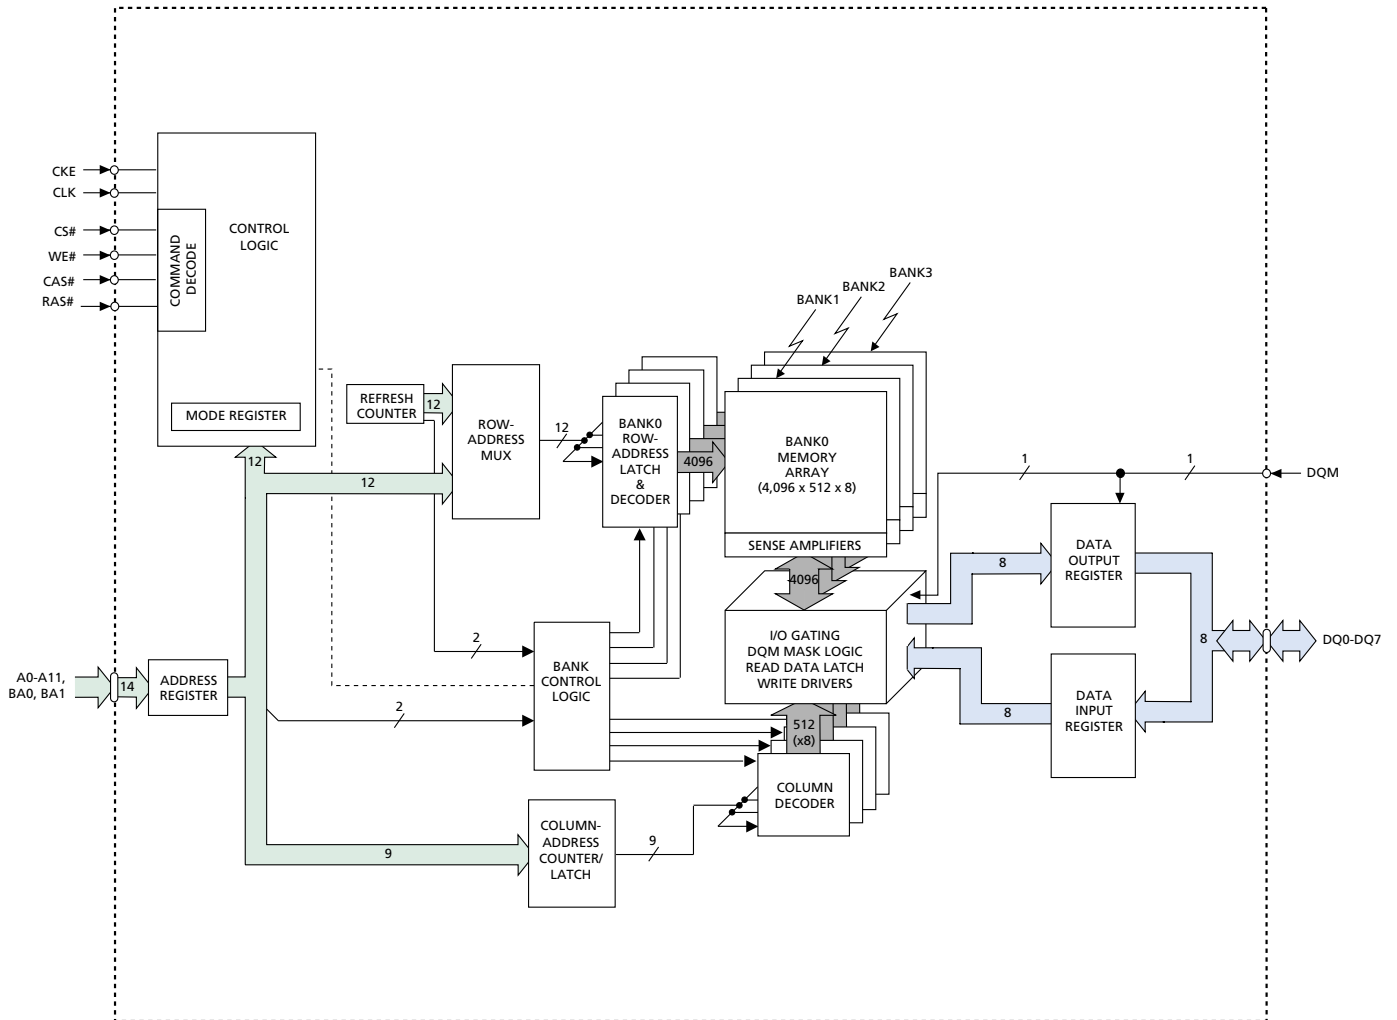 CKE
CLK
CS#
WE#
CAS#
RAS#
COMMAND
DECODE
CONTROL
LOGIC
MODE REGISTER
BANK1
BANK2
BANK3
REFRESH
COUNTER
12
ROW-
ADDRESS
MUX
12
12
12
BANK0
ROW-
ADDRESS
LATCH
&
DECODER
4096
BANK0
MEMORY
ARRAY
(4,096 x 512 x 8)
SENSE AMPLIFIERS
4096
I/O GATING
DQM MASK LOGIC
READ DATA LATCH
WRITE DRIVERS
1
1
DQM
DATA
OUTPUT
REGISTER
8
8
DQ0-DQ7
DATA
INPUT
REGISTER
8
A0-A11,
BA0, BA1
14
ADDRESS
REGISTER
2
2
BANK
CONTROL
LOGIC
512
(x8)
COLUMN
DECODER
9
COLUMN-
ADDRESS
COUNTER/
LATCH
9